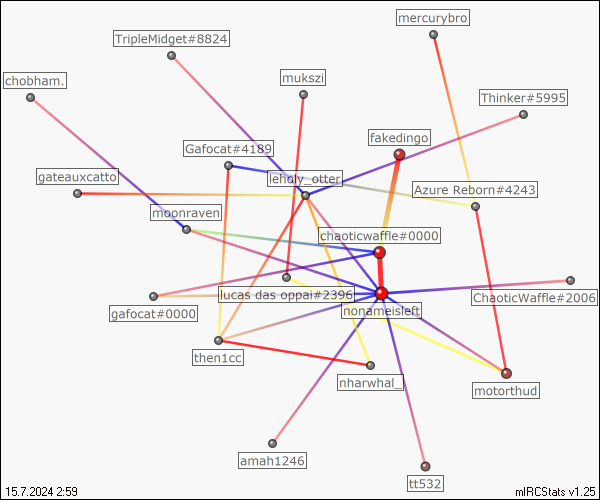 mercurybro
TripleMidget#8824
chobham.
mukszi
Thinker#5995
fakedingo
Gafocat#4189
gateauxcatto
leholy_otter
Azure Reborn#4243
moonraven
chaoticwaffle#0000
lucas das oppai#2396
ChaoticWaffle#2006
gafocat#0000
nonameisleft
then1cc
nharwhal_
motorthud
amah1246
tt532
15.7.2024 2:59
mIRCStats v1.25